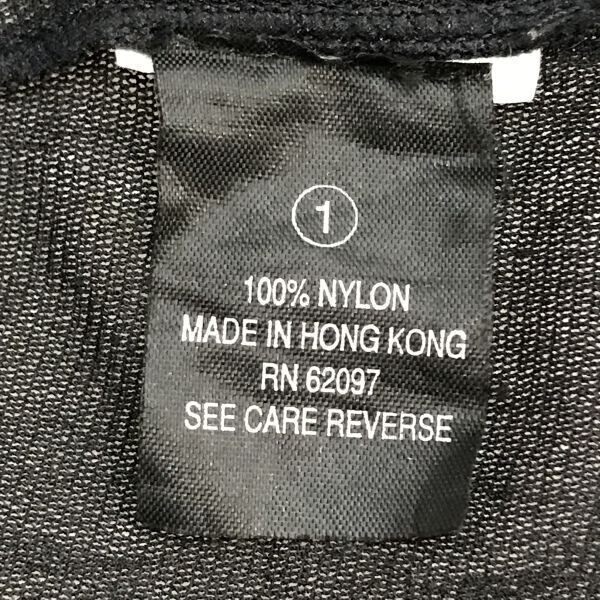 1
100% NYLON
MADE IN HONG KONG
RN 62097
SEE CARE REVERSE